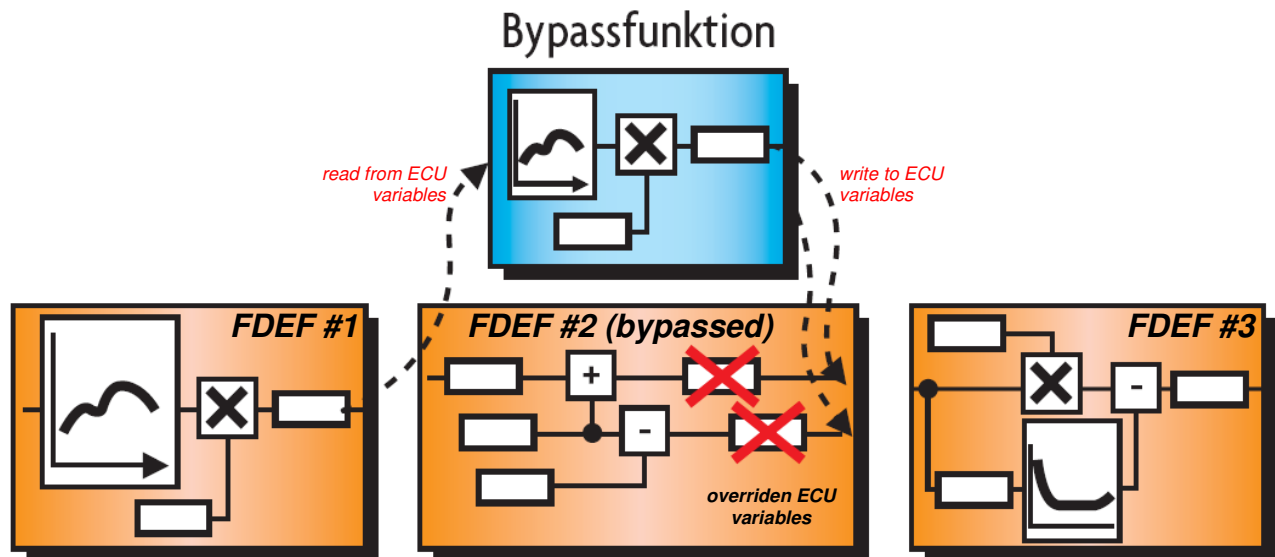 Bypassfunktion
read from ECU
variables
write to ECU
variables
FDEF #1
FDEF #2 (bypassed)
FDEF #3
+
-
-
overriden ECU
variables